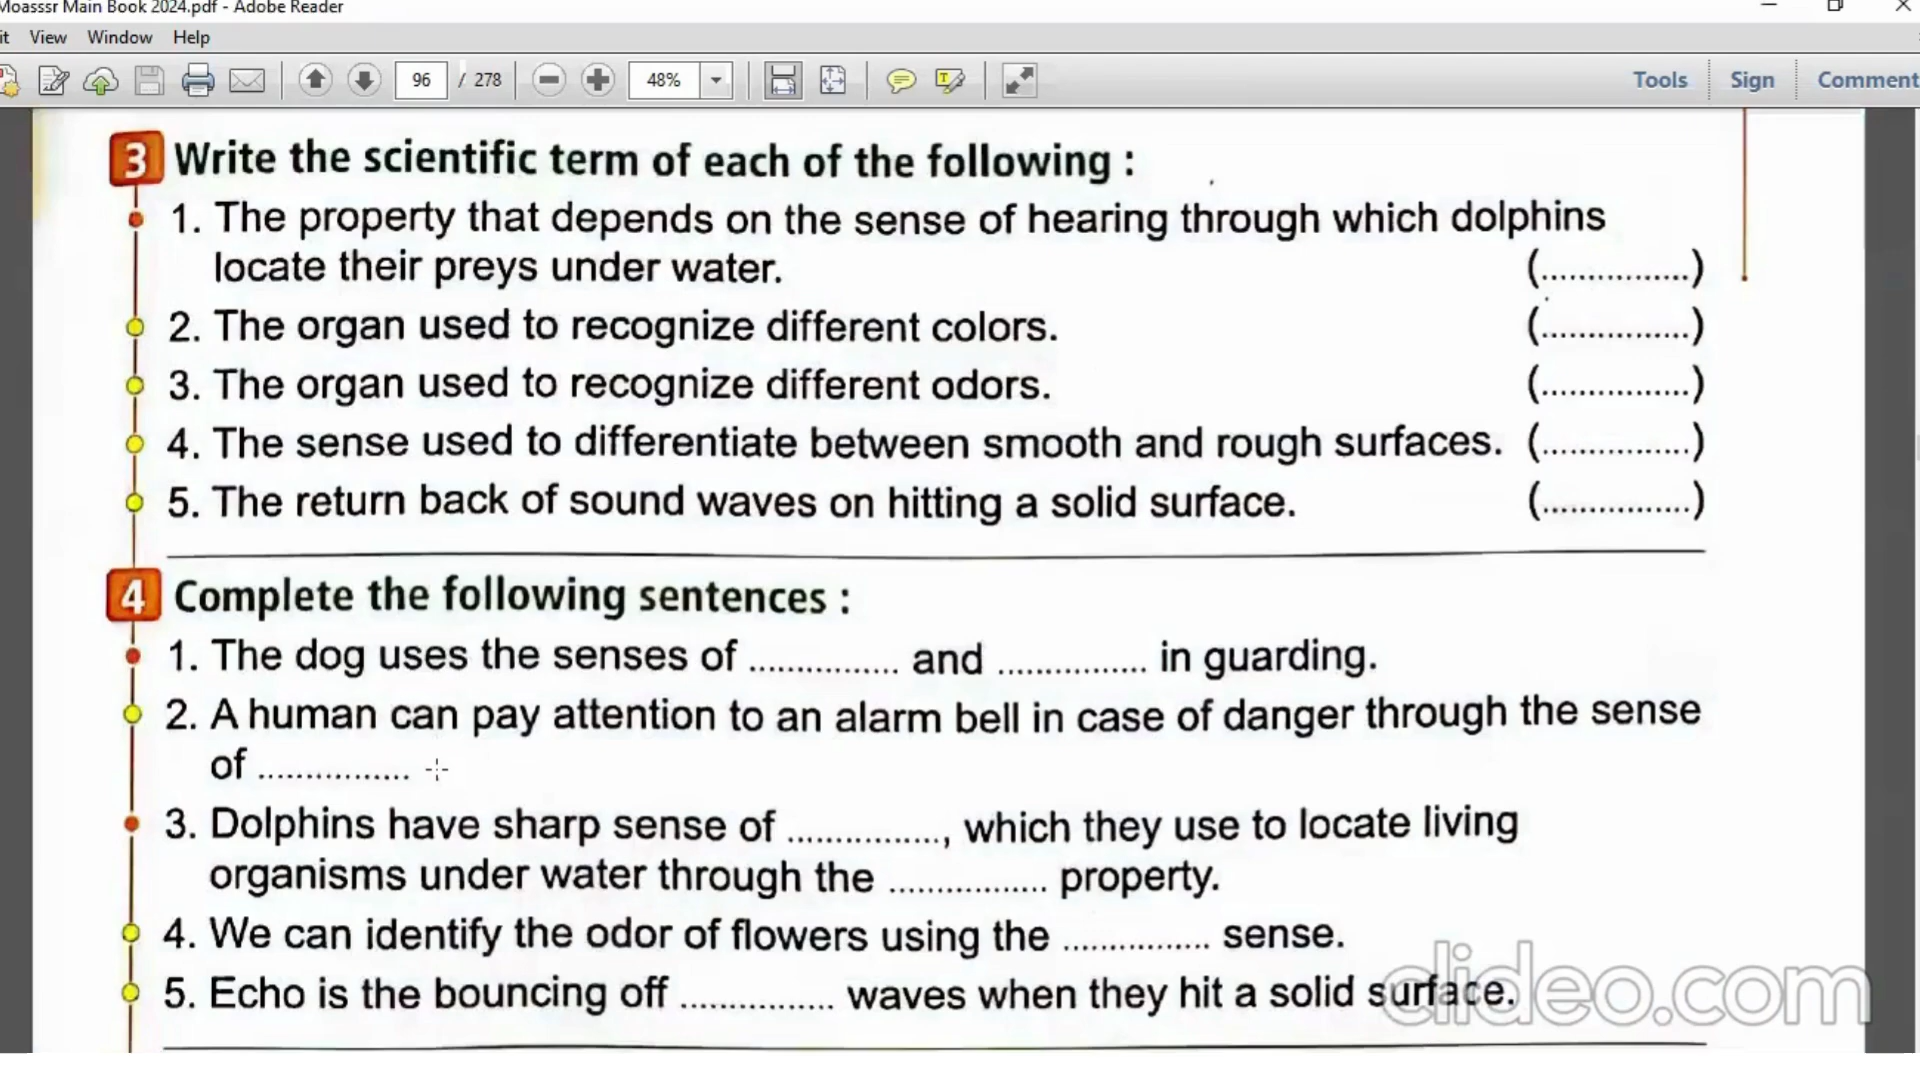 Moasssr Main Book 2024.pdf - Adobe Reader
it View Window Help
96 / 278 48% Tools Sign Comment
3 Write the scientific term of each of the following :
1. The property that depends on the sense of hearing through which dolphins
locate their preys under water. (................)
2. The organ used to recognize different colors. (................)
3. The organ used to recognize different odors. (................)
4. The sense used to differentiate between smooth and rough surfaces. (................)
5. The return back of sound waves on hitting a solid surface. (................)
4 Complete the following sentences :
1. The dog uses the senses of ................ and ................ in guarding.
2. A human can pay attention to an alarm bell in case of danger through the sense
of ................
3. Dolphins have sharp sense of ................, which they use to locate living
organisms under water through the ................ property.
4. We can identify the odor of flowers using the ................ sense.
5. Echo is the bouncing off ................ waves when they hit a solid surface.
clideo.com